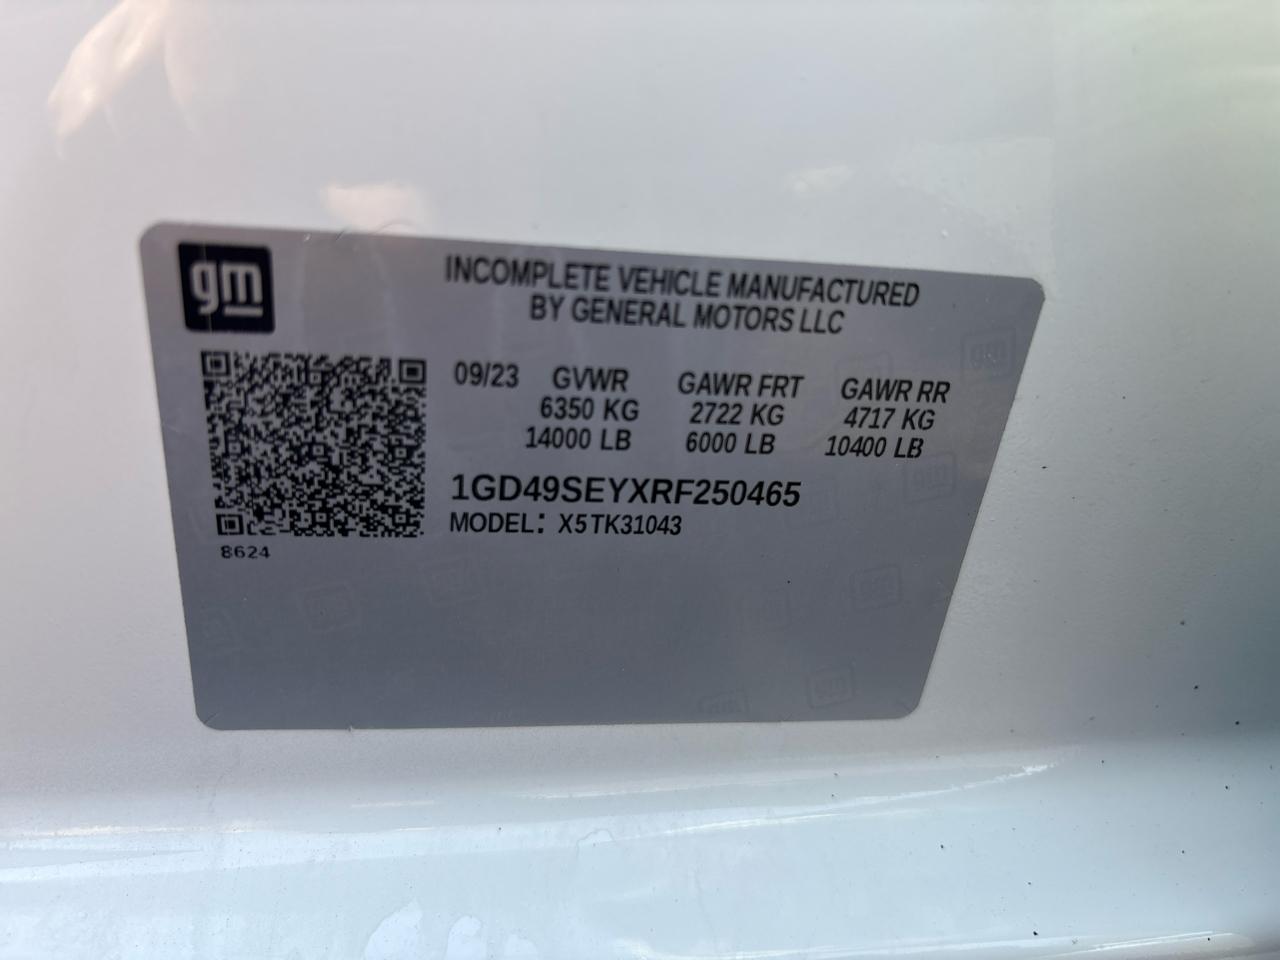 gm
INCOMPLETE VEHICLE MANUFACTURED
BY GENERAL MOTORS LLC
09/23 GVWR GAWR FRT GAWR RR
6350 KG 2722 KG 4717 KG
14000 LB 6000 LB 10400 LB
1GD49SEYXRF250465
MODEL: X5TK31043
8624